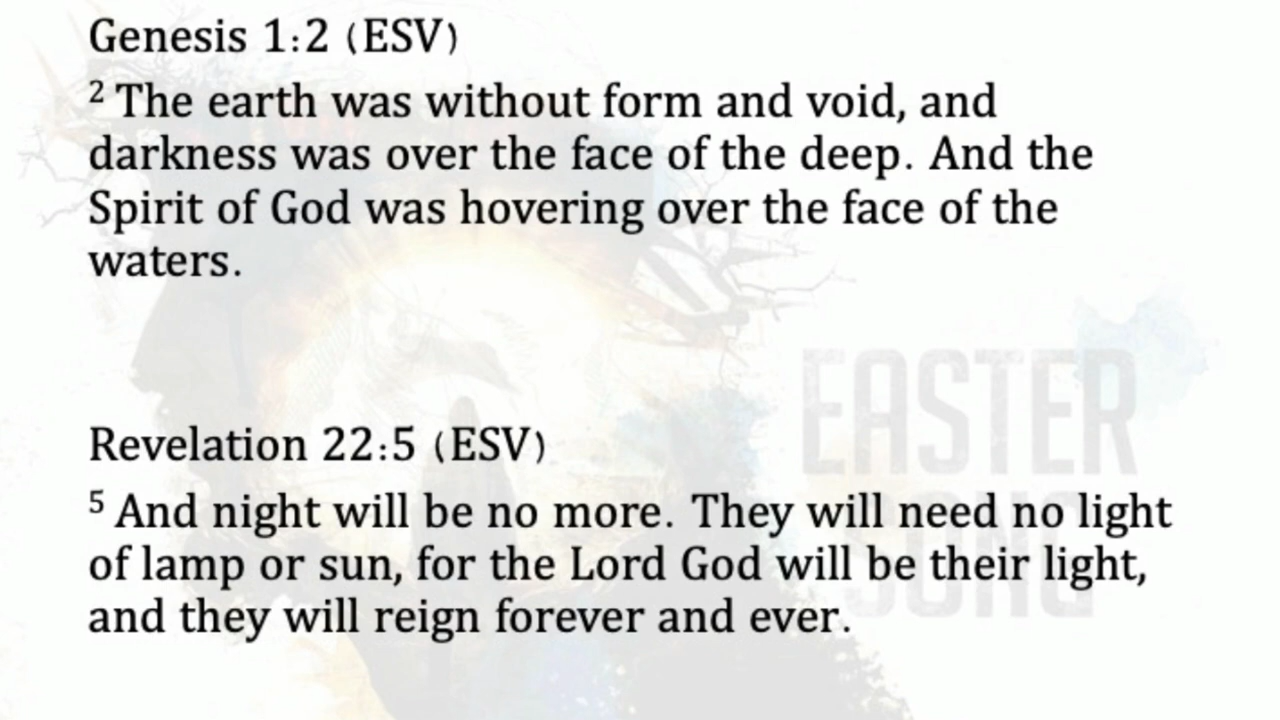 Genesis 1:2 (ESV)
² The earth was without form and void, and
darkness was over the face of the deep. And the
Spirit of God was hovering over the face of the
waters.
EASTER
SONG
Revelation 22:5 (ESV)
⁵ And night will be no more. They will need no light
of lamp or sun, for the Lord God will be their light,
and they will reign forever and ever.